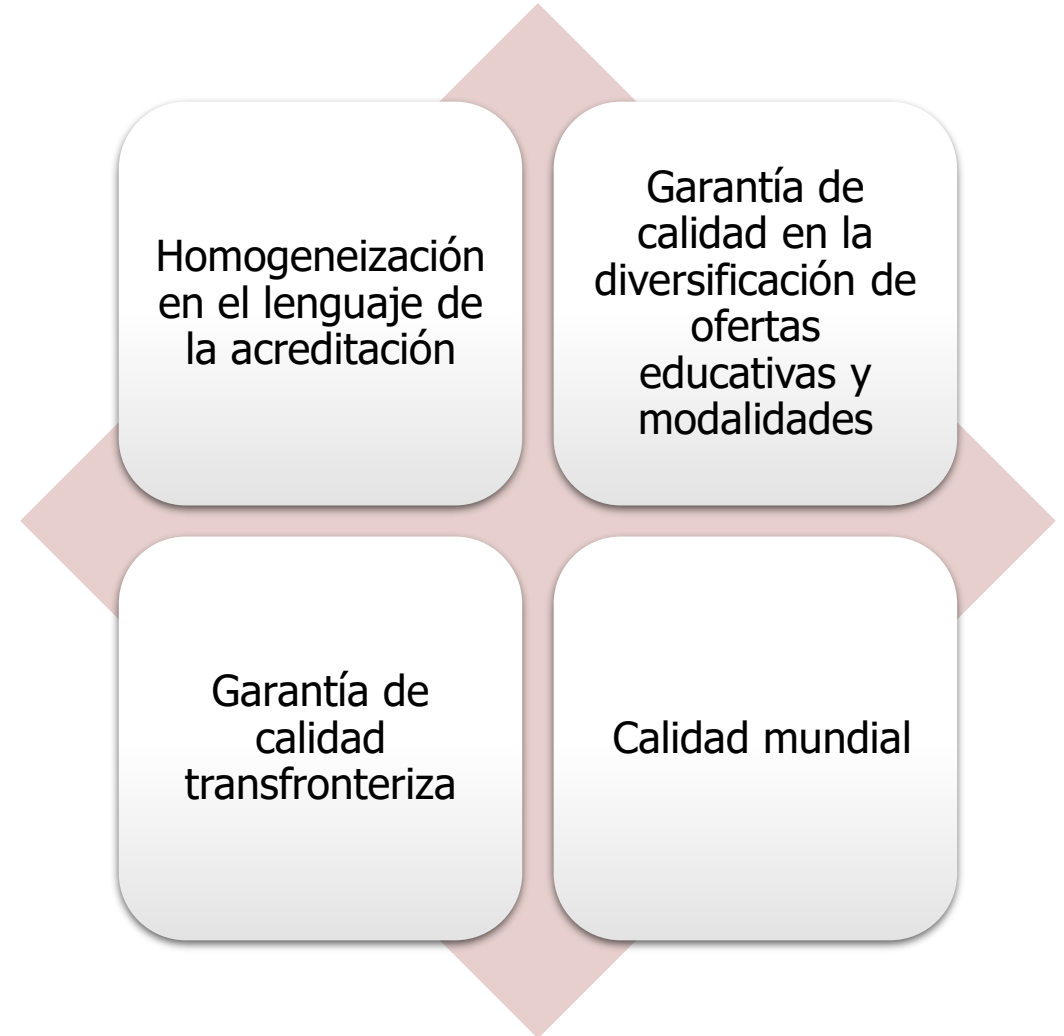 Homogeneización
en el lenguaje de
la acreditación
Garantía de
calidad en la
diversificación de
ofertas
educativas y
modalidades
Garantía de
calidad
transfronteriza
Calidad mundial